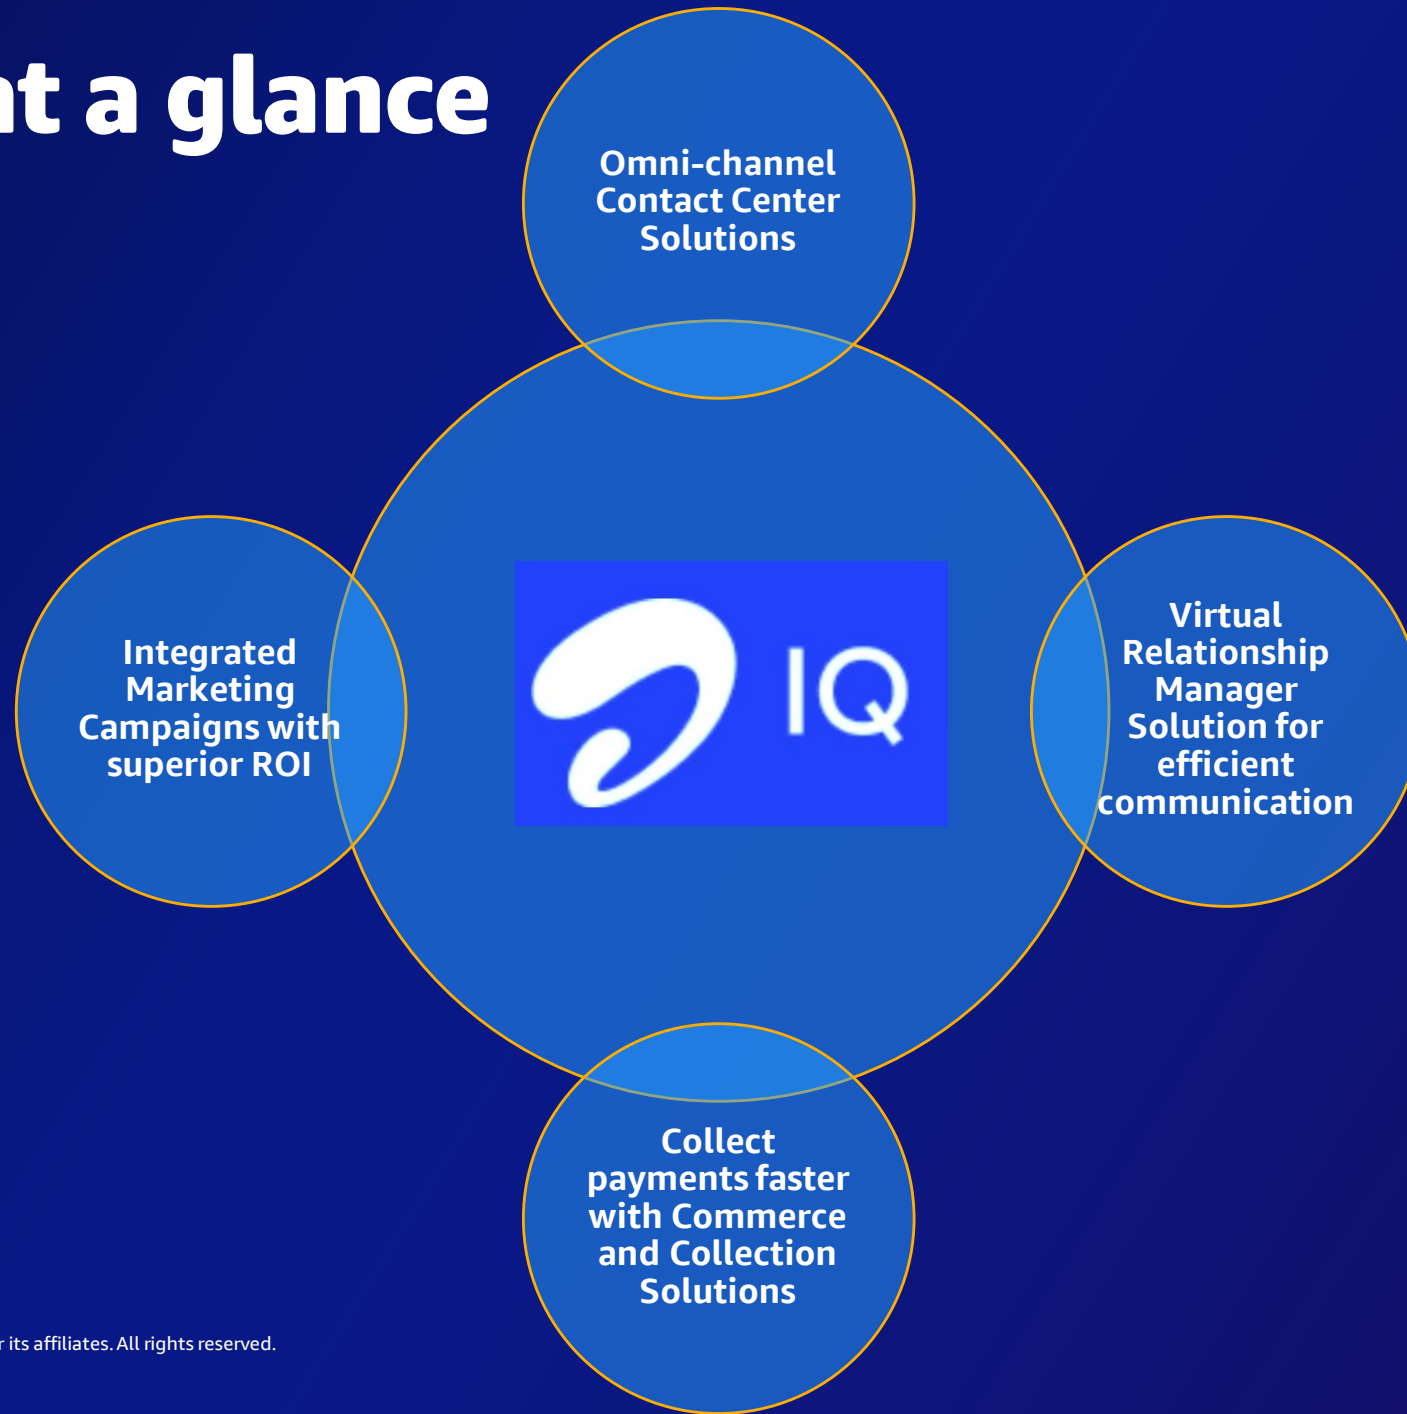 a glance
Omni-channel
Contact Center
Solutions
Integrated
Marketing
Campaigns with
superior ROI
IQ
Virtual
Relationship
Manager
Solution for
efficient
communication
Collect
payments faster
with Commerce
and Collection
Solutions
its affiliates. All rights reserved.